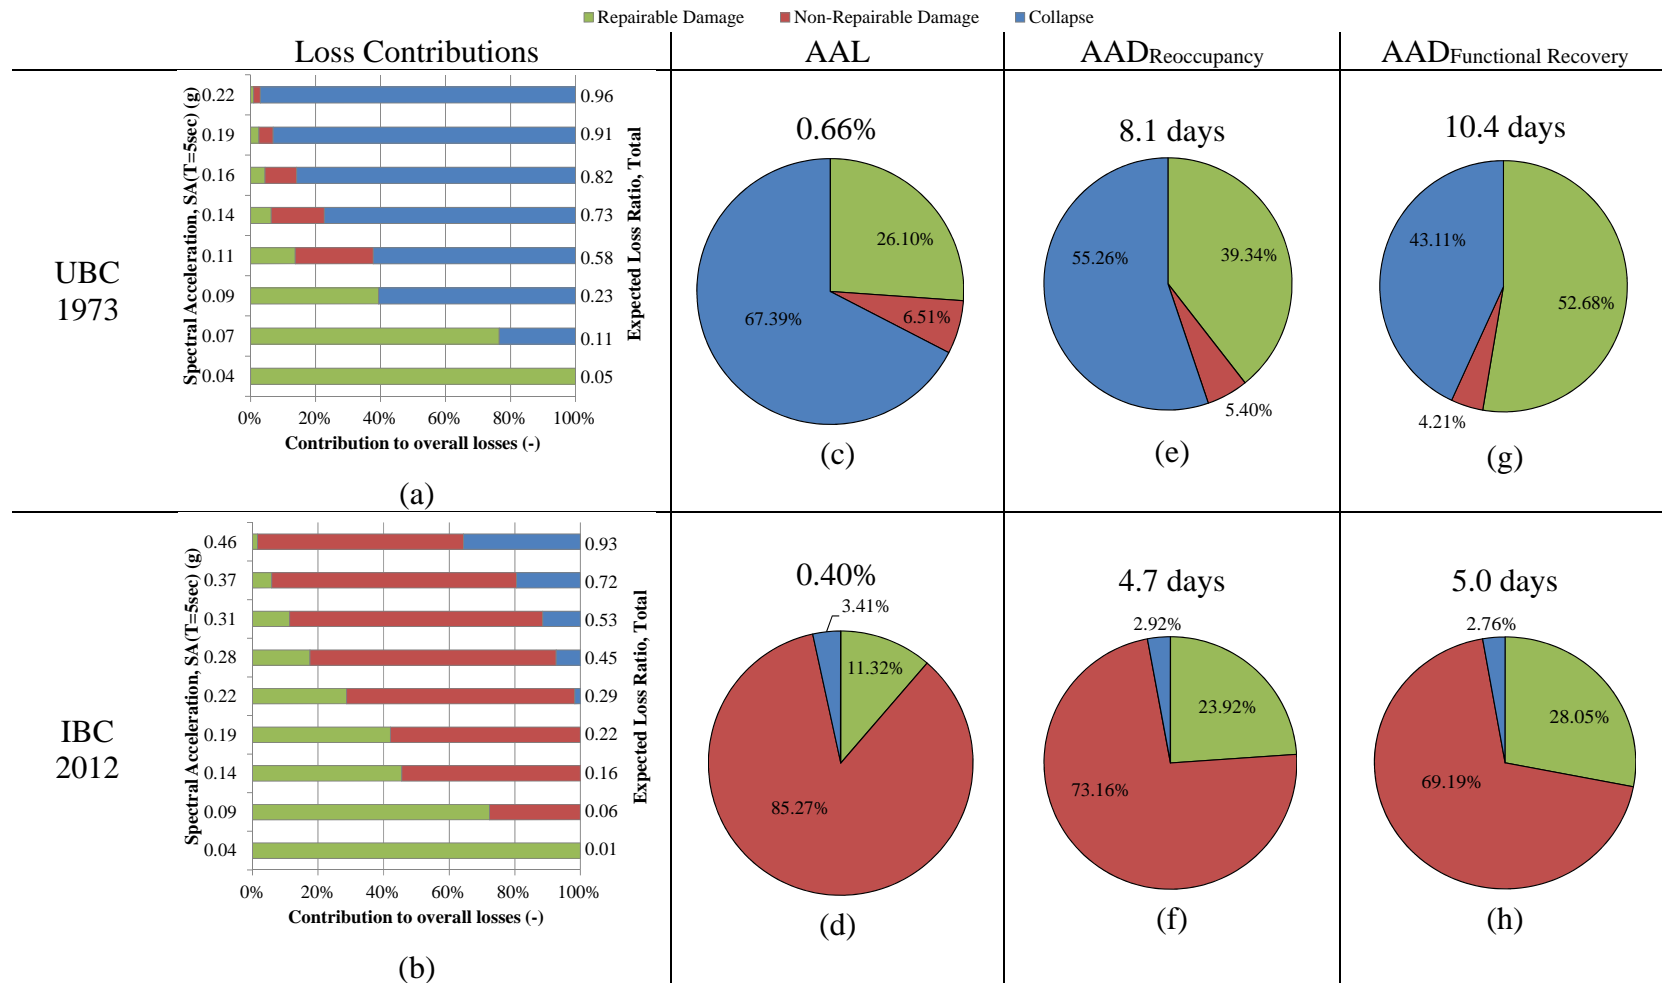 Repairable Damage Non-Repairable Damage Collapse
Loss Contributions AAL AADReoccupancy AADFunctional Recovery
UBC
1973
Spectral Acceleration, SA(T=5sec) (g)
0.22 0.96
0.19 0.91
0.16 0.82
0.14 0.73
0.11 0.58
0.09 0.23
0.07 0.11
0.04 0.05
Expected Loss Ratio, Total
0% 20% 40% 60% 80% 100%
Contribution to overall losses (-)
(a)
0.66%
26.10%
6.51%
67.39%
(c)
8.1 days
55.26%
39.34%
5.40%
(e)
10.4 days
43.11%
52.68%
4.21%
(g)
IBC
2012
Spectral Acceleration, SA(T=5sec) (g)
0.46 0.93
0.37 0.72
0.31 0.53
0.28 0.45
0.22 0.29
0.19 0.22
0.14 0.16
0.09 0.06
0.04 0.01
Expected Loss Ratio, Total
0% 20% 40% 60% 80% 100%
Contribution to overall losses (-)
(b)
0.40%
3.41%
11.32%
85.27%
(d)
4.7 days
2.92%
23.92%
73.16%
(f)
5.0 days
2.76%
28.05%
69.19%
(h)